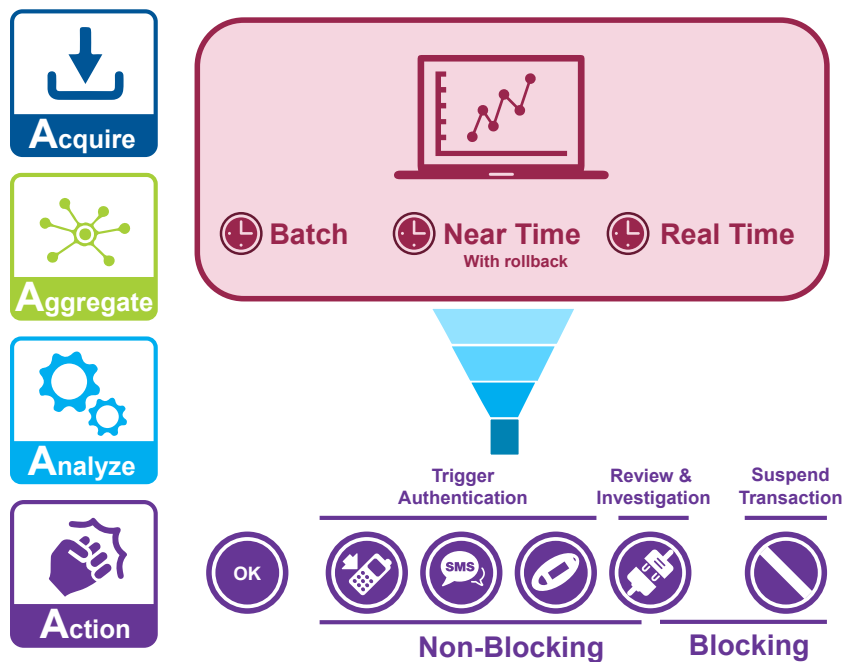 Acquire
Aggregate
Analyze
Action
Batch
Near Time
With rollback
Real Time
Trigger
Authentication
Review &
Investigation
Suspend
Transaction
OK
SMS
Non-Blocking
Blocking